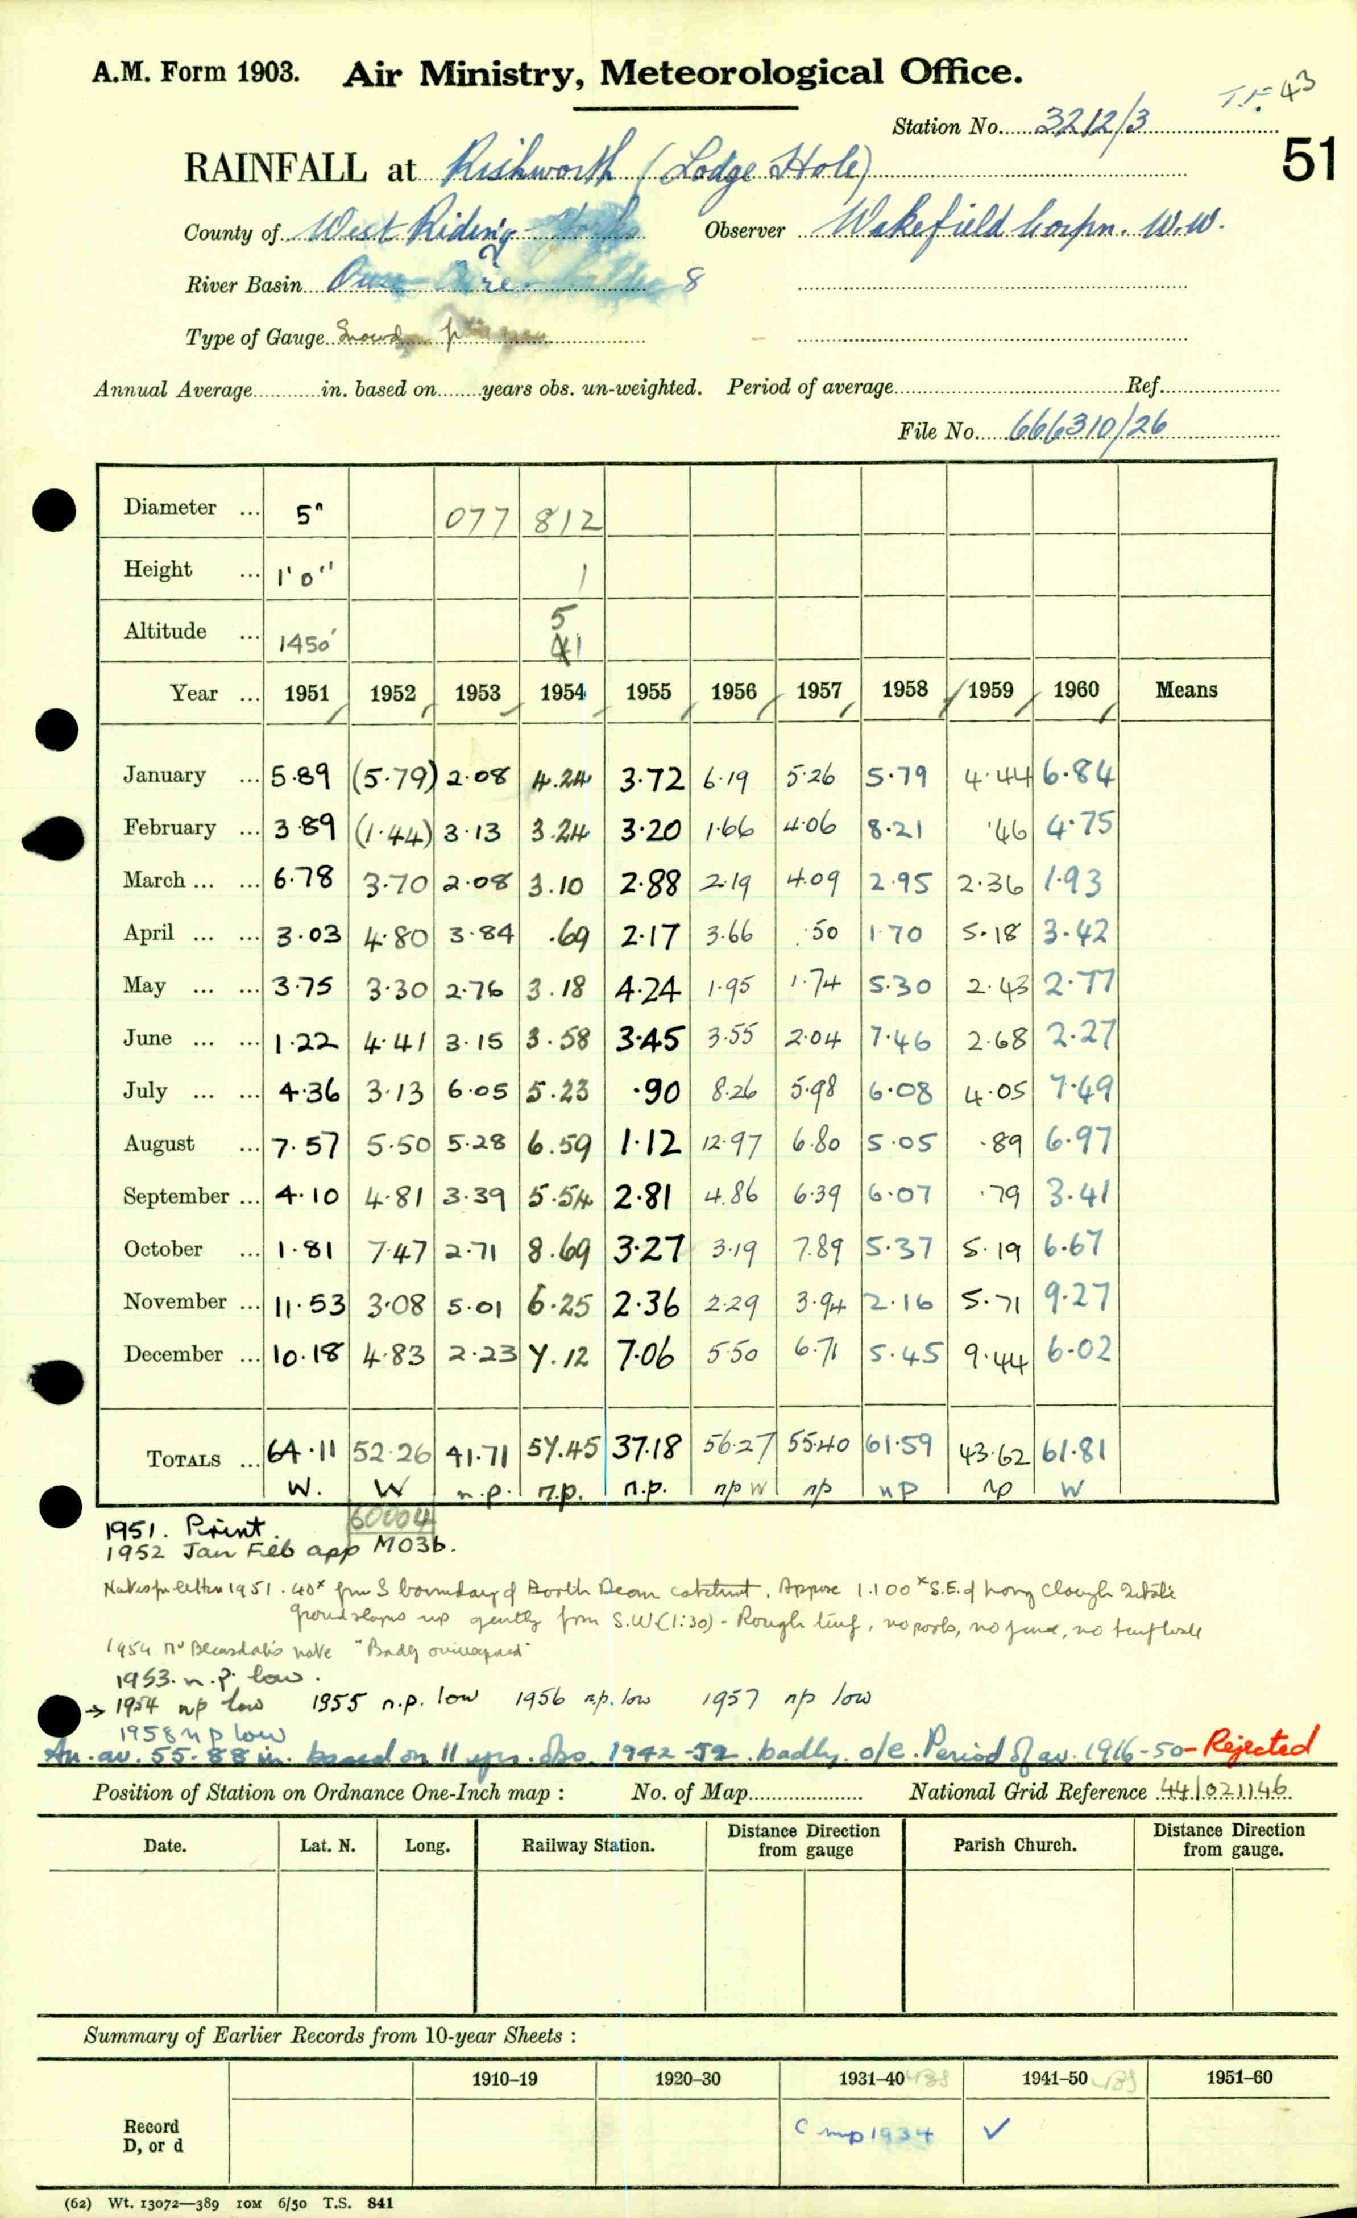 A.M. Form 1903. Air Ministry, Meteorological Office.
T.F. 43
Station No. 3212/3
51
RAINFALL at Rishworth (Lodge Hole)
County of West Riding Yorks Observer Wakefield Corpn. W.W.
River Basin Ouse 8
Type of Gauge Snowdon
Annual Average in. based on years obs. un-weighted. Period of average Ref.
File No. 666310/26
Diameter ... 5" 077 812
Height ... 1'0" 1
Altitude ... 1450' 5 41
Year ... 1951 1952 1953 1954 1955 1956 1957 1958 1959 1960 Means
January ... 5.89 (5.79) 2.08 4.24 3.72 6.19 5.26 5.79 4.44 6.84
February ... 3.89 (1.44) 3.13 3.24 3.20 1.66 4.06 8.21 .46 4.75
March ... ... 6.78 3.70 2.08 3.10 2.88 2.19 4.09 2.95 2.36 1.93
April ... ... 3.03 4.80 3.84 .69 2.17 3.66 .50 1.70 5.18 3.42
May ... ... 3.75 3.30 2.76 3.18 4.24 1.95 1.74 5.30 2.43 2.77
June ... ... 1.22 4.41 3.15 3.58 3.45 3.55 2.04 7.46 2.68 2.27
July ... ... 4.36 3.13 6.05 5.23 .90 8.26 5.98 6.08 4.05 7.49
August ... 7.57 5.50 5.28 6.59 1.12 12.97 6.80 5.05 .89 6.97
September ... 4.10 4.81 3.39 5.54 2.81 4.86 6.39 6.07 .79 3.41
October ... 1.81 7.47 2.71 8.69 3.27 3.19 7.89 5.37 5.19 6.67
November ... 11.53 3.08 5.01 6.25 2.36 2.29 3.94 2.16 5.71 9.27
December ... 10.18 4.83 2.23 7.12 7.06 5.50 6.71 5.45 9.44 6.02
TOTALS ... 64.11 52.26 41.71 57.45 37.18 56.27 55.40 61.59 43.62 61.81
W. W n.p. n.p. n.p. np W np np np W
60004
1951. Print.
1952 Jan Feb app M03b.
1951. 40x from S boundary of Booth Dean catchment. Approx 1.100x S.E. of Long Clough
ground slopes up gently from S.W (1:30) - Rough turf, no pools, no fence, no turf wall
1954 Mr Bleasdale's note "Badly overexposed"
1953. n.p. low.
→ 1954 np low 1955 n.p. low 1956 n.p. low 1957 np low
1958 np low
An. av. 55.88 in. based on 11 yrs. obs. 1942-52. badly. o/e. Period of av. 1916-50 - Rejected
Position of Station on Ordnance One-Inch map : No. of Map National Grid Reference 44/021146
Date. Lat. N. Long. Railway Station. Distance from Direction gauge Parish Church. Distance from Direction gauge.
Summary of Earlier Records from 10-year Sheets :
1910–19 1920–30 1931–40 1941–50 1951–60
Record D, or d C mp 1934 ✓
(62) Wt. 13072—389 10M 6/50 T.S. 841